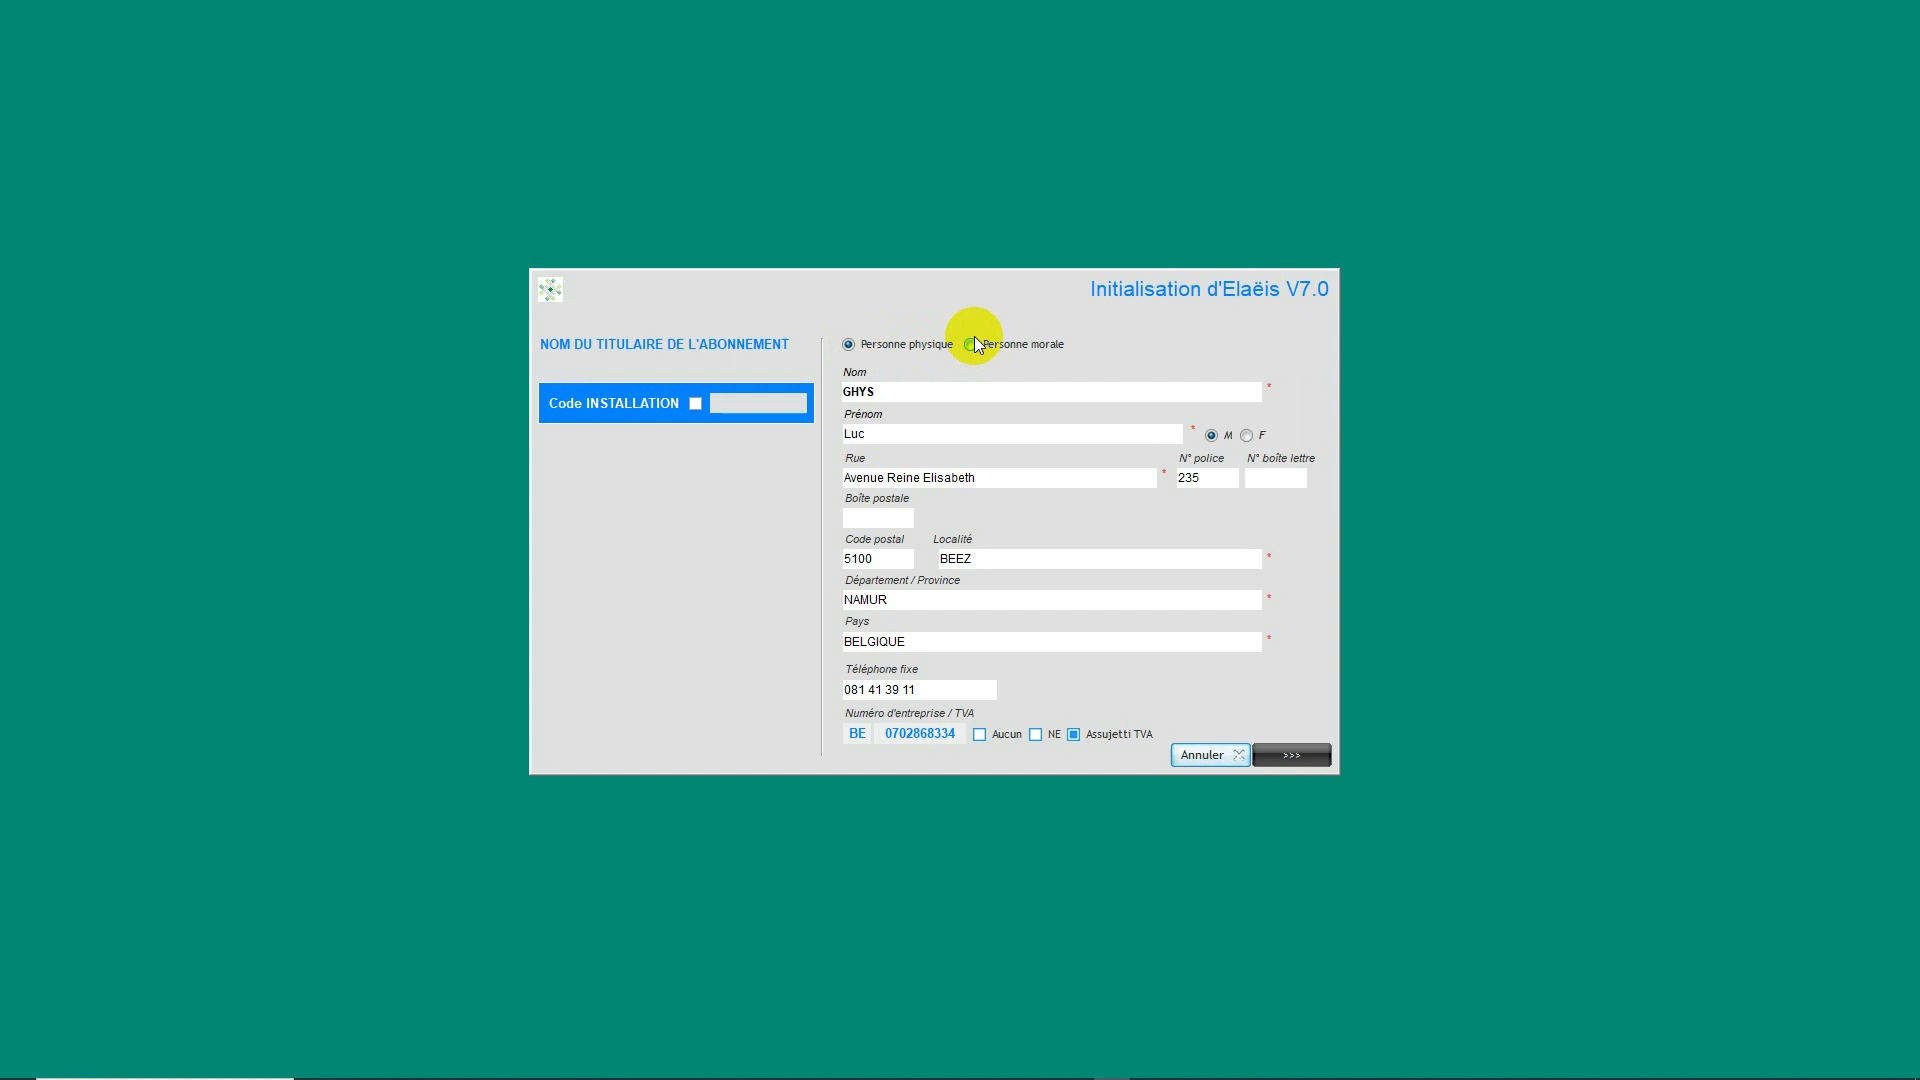 Initialisation d'Elaëis V7.0
NOM DU TITULAIRE DE L'ABONNEMENT
Personne physique Personne morale
Code INSTALLATION
Nom
GHYS *
Prénom
Luc * M F
Rue N° police N° boîte lettre
Avenue Reine Elisabeth * 235
Boîte postale
Code postal Localité
5100 BEEZ *
Département / Province
NAMUR *
Pays
BELGIQUE *
Téléphone fixe
081 41 39 11
Numéro d'entreprise / TVA
BE 0702868334 Aucun NE Assujetti TVA
Annuler >>>